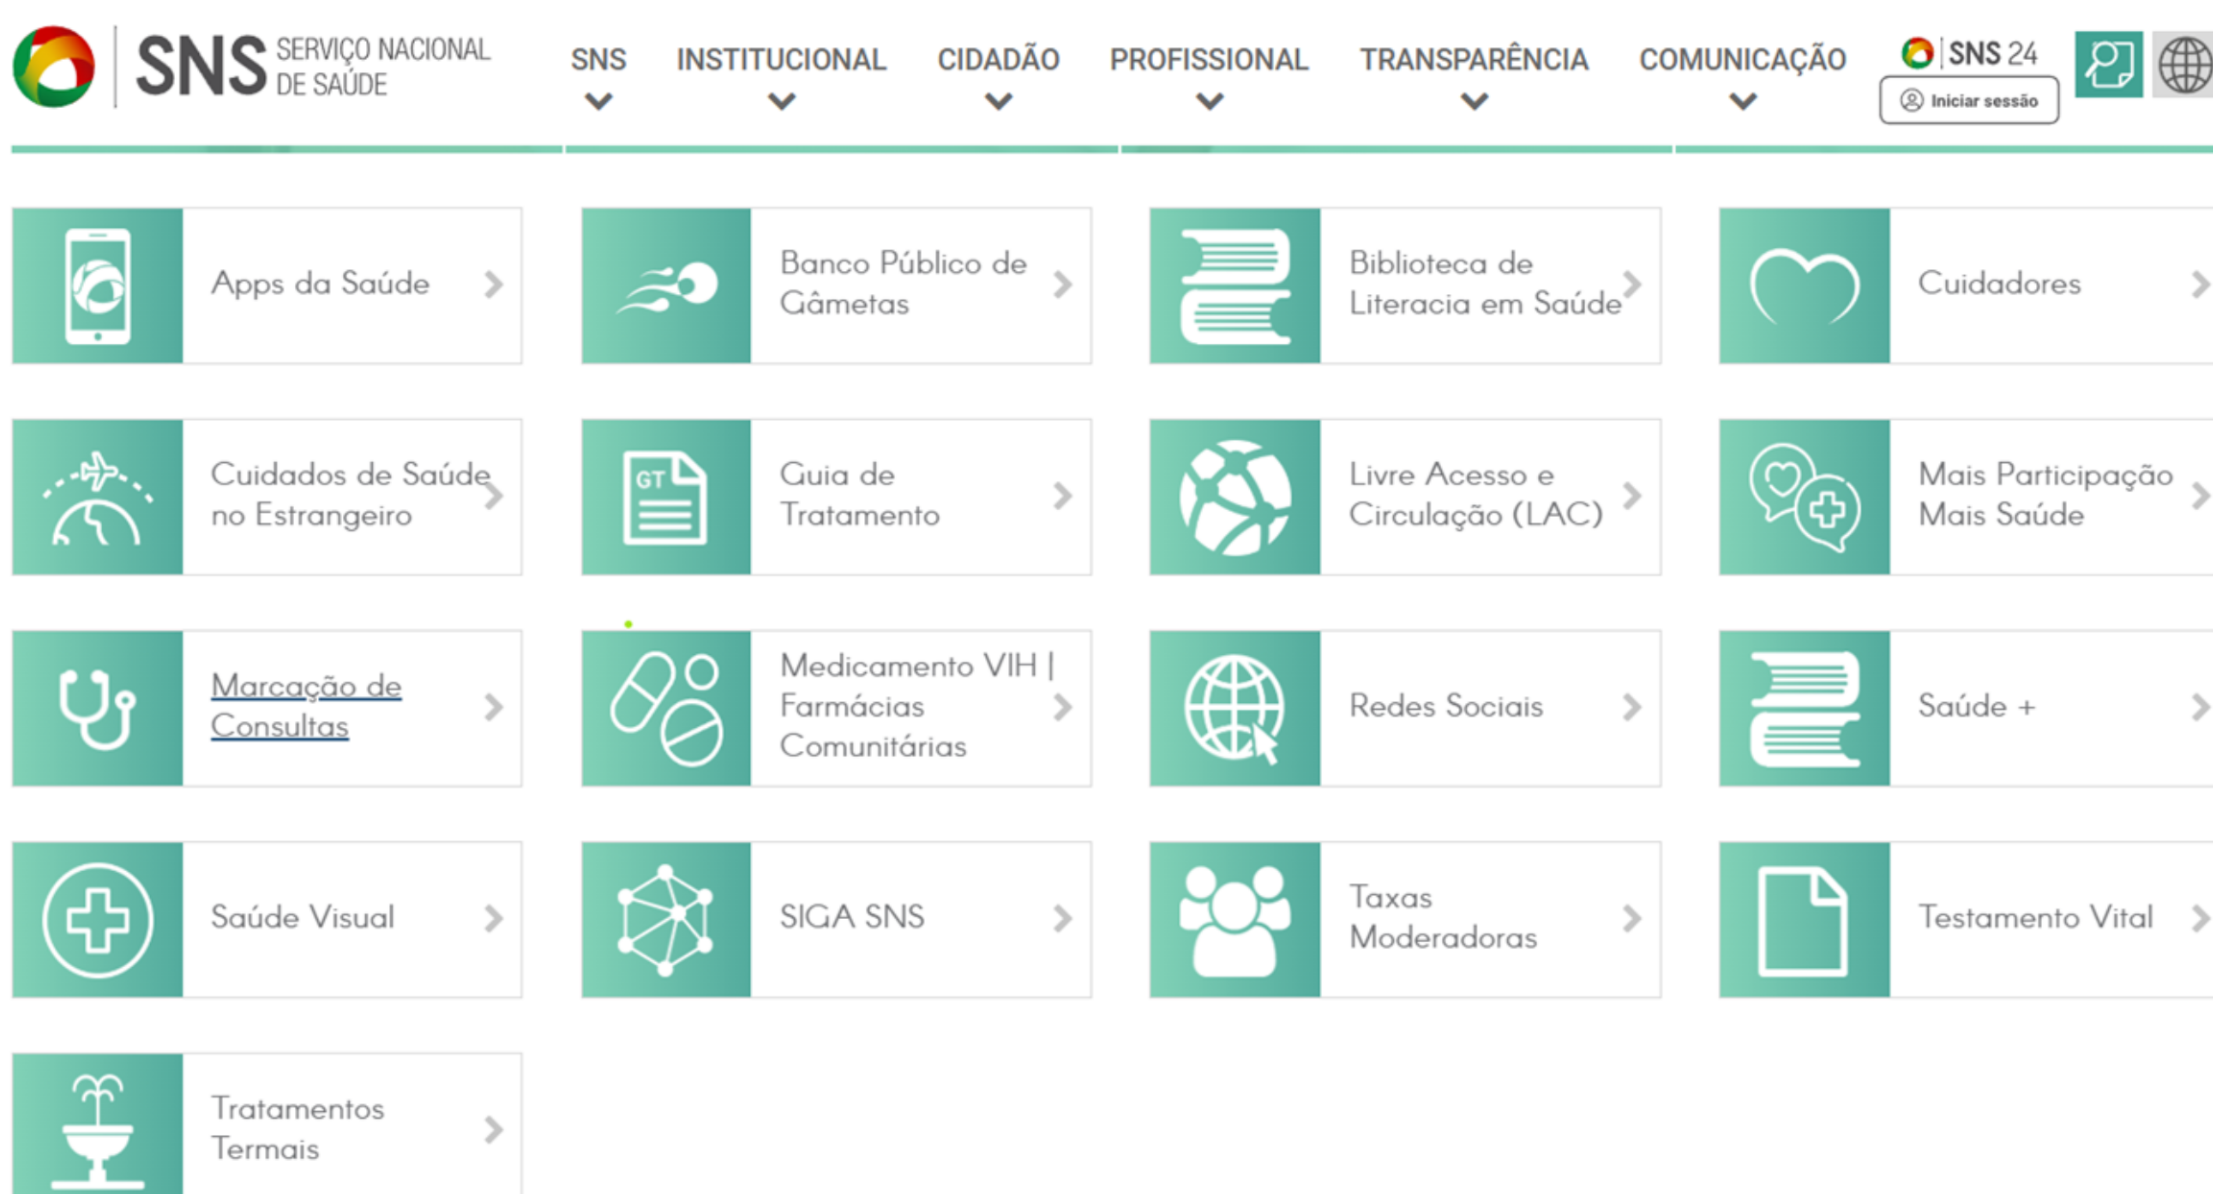 SNS SERVIÇO NACIONAL
DE SAÚDE
SNS
INSTITUCIONAL
CIDADÃO
PROFISSIONAL
TRANSPARÊNCIA
COMUNICAÇÃO
SNS 24
Iniciar sessão
Apps da Saúde
Banco Público de
Gâmetas
Biblioteca de
Literacia em Saúde
Cuidadores
Cuidados de Saúde
no Estrangeiro
GT
Guia de
Tratamento
Livre Acesso e
Circulação (LAC)
Mais Participação
Mais Saúde
Marcação de
Consultas
Medicamento VIH |
Farmácias
Comunitárias
Redes Sociais
Saúde +
Saúde Visual
SIGA SNS
Taxas
Moderadoras
Testamento Vital
Tratamentos
Termais